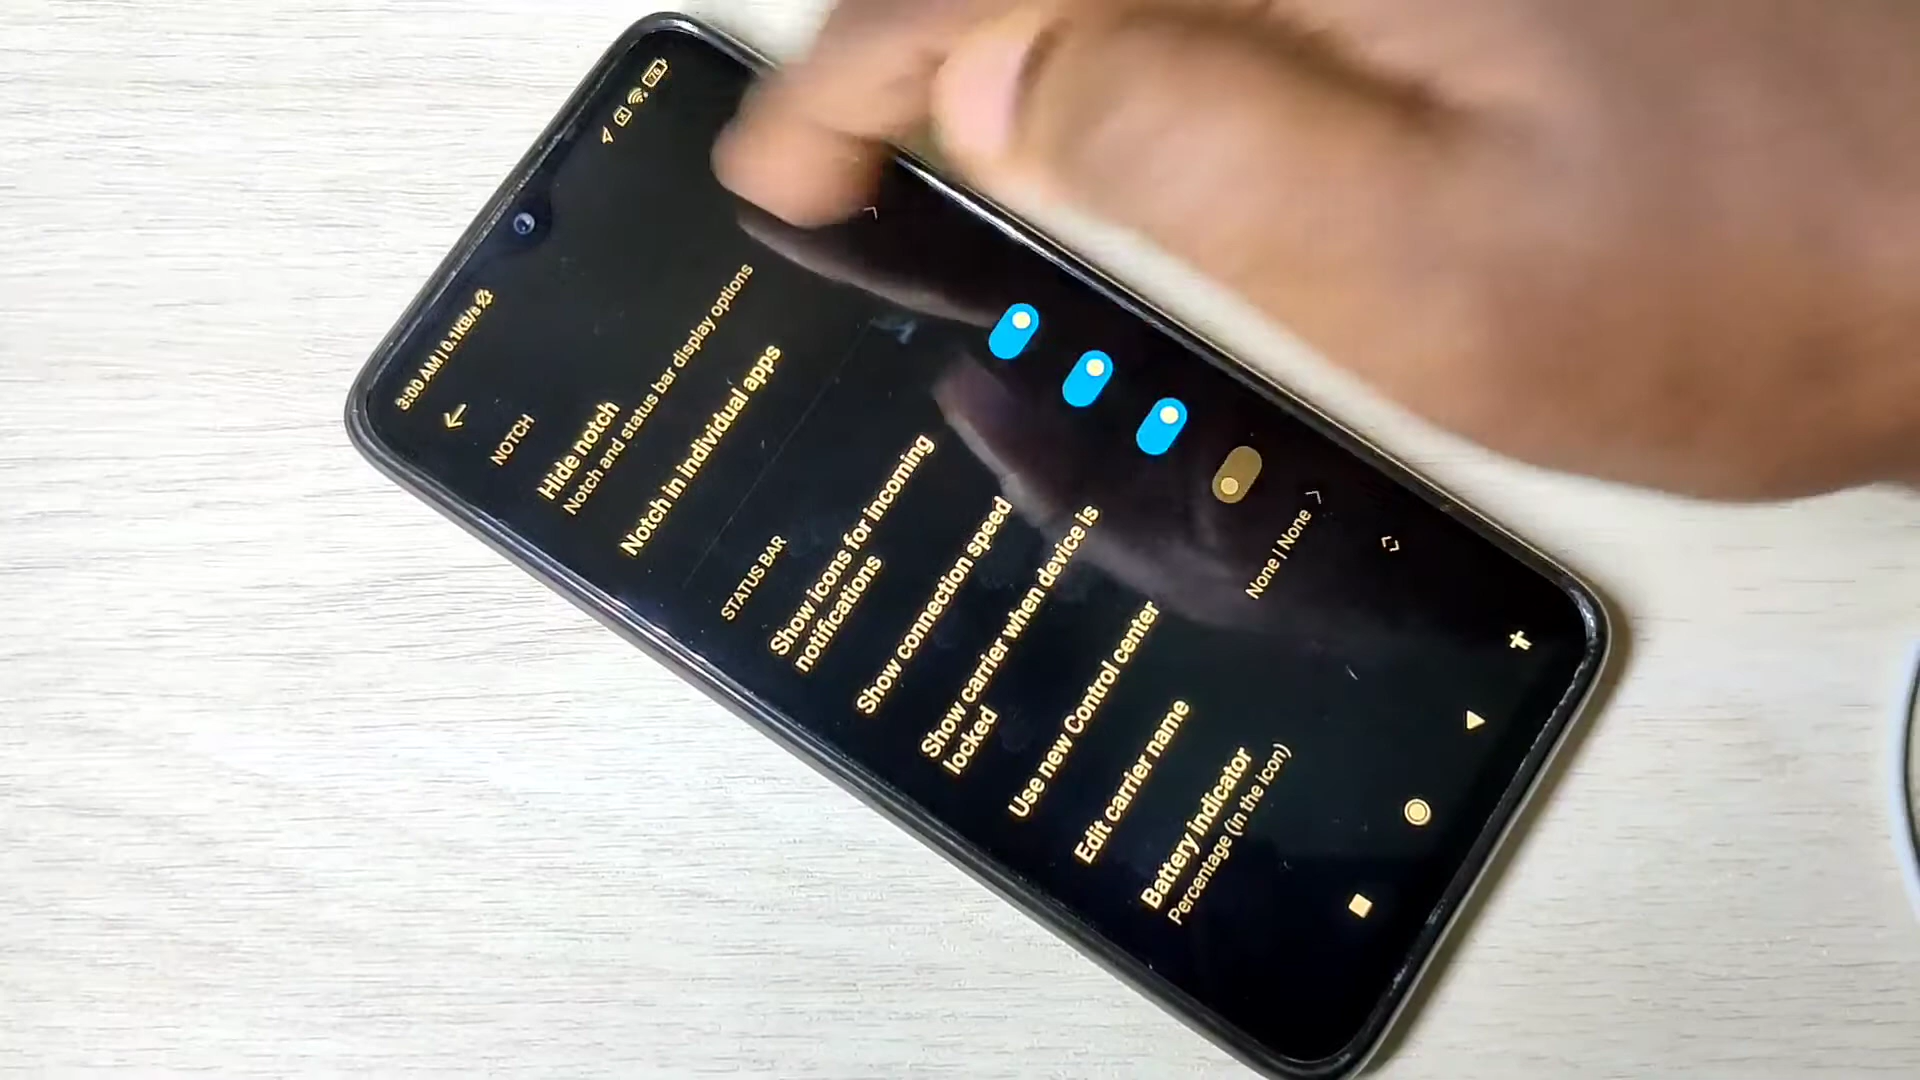 3:00 AM | 0.1KB/s
76
NOTCH
Hide notch
Notch and status bar display options
Notch in individual apps
STATUS BAR
Show icons for incoming
notifications
Show connection speed
Show carrier when device is
locked
Use new Control center
Edit carrier name
None | None
Battery indicator
Percentage (in the icon)